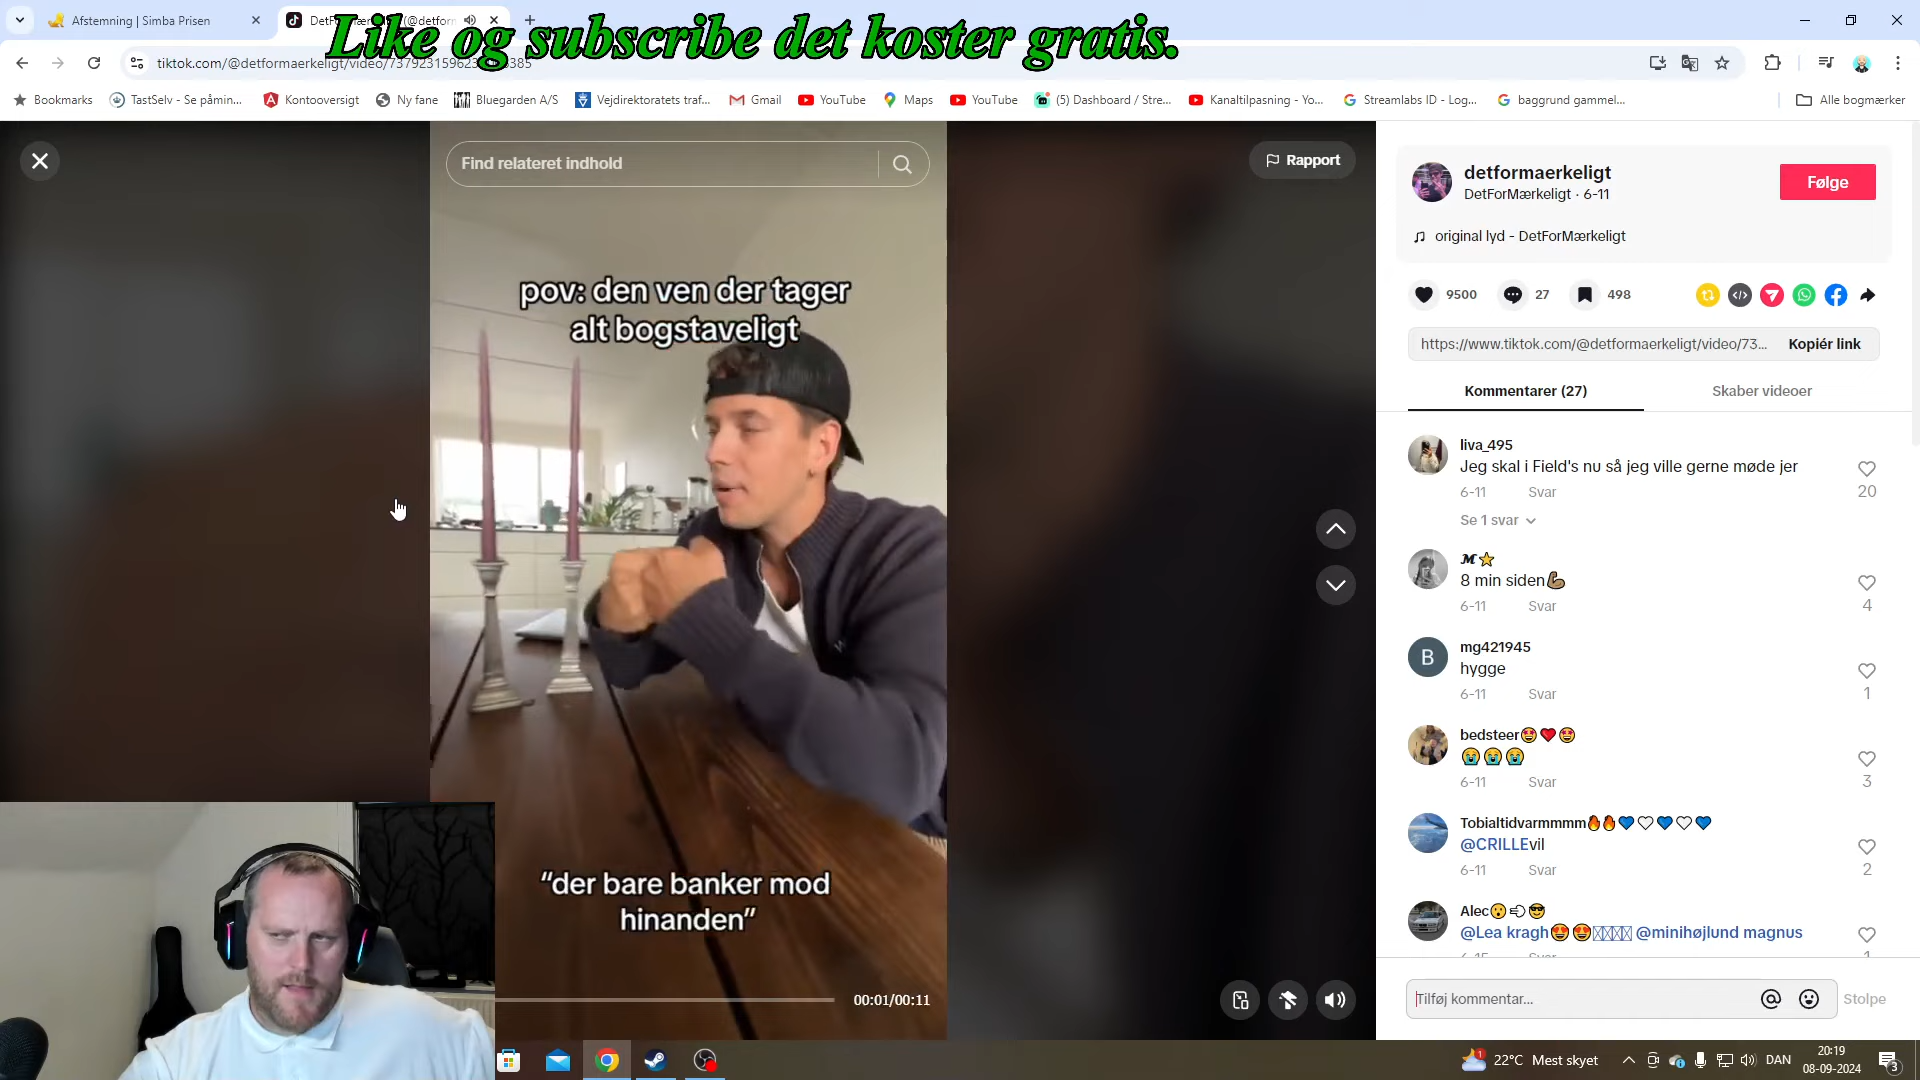 Afstemning | Simba Prisen
DetF
Like og subscribe det koster gratis.
tiktok.com/@detformaerkeligt/video/7379231596
385
Bookmarks
TastSelv - Se påmin...
Kontooversigt
Ny fane
Bluegarden A/S
Vejdirektoratets traf...
Gmail
YouTube
Maps
YouTube
(5) Dashboard / Stre...
Kanaltilpasning - Yo...
Streamlabs ID - Log...
baggrund gammel...
Alle bogmærker
Find relateret indhold
Rapport
pov: den ven der tager
alt bogstaveligt
"der bare banker mod
hinanden"
00:01/00:11
detformaerkeligt
DetForMærkeligt · 6-11
Følge
original lyd - DetForMærkeligt
9500
27
498
https://www.tiktok.com/@detformaerkeligt/video/73...
Kopiér link
Kommentarer (27)
Skaber videoer
liva_495
Jeg skal i Field's nu så jeg ville gerne møde jer
6-11 Svar
20
Se 1 svar
M⭐
8 min siden💪🏽
6-11 Svar
4
B
mg421945
hygge
6-11 Svar
1
bedsteer🤩❤️🤩
😭😭😭
6-11 Svar
3
Tobialtidvarmmmm🔥🔥💙🤍💙🤍💙
@CRILLEvil
6-11 Svar
2
Alec😮💨😎
@Lea kragh😍😍 @minihøjlund magnus
Tilføj kommentar...
Stolpe
22°C Mest skyet
DAN
20:19
08-09-2024
3